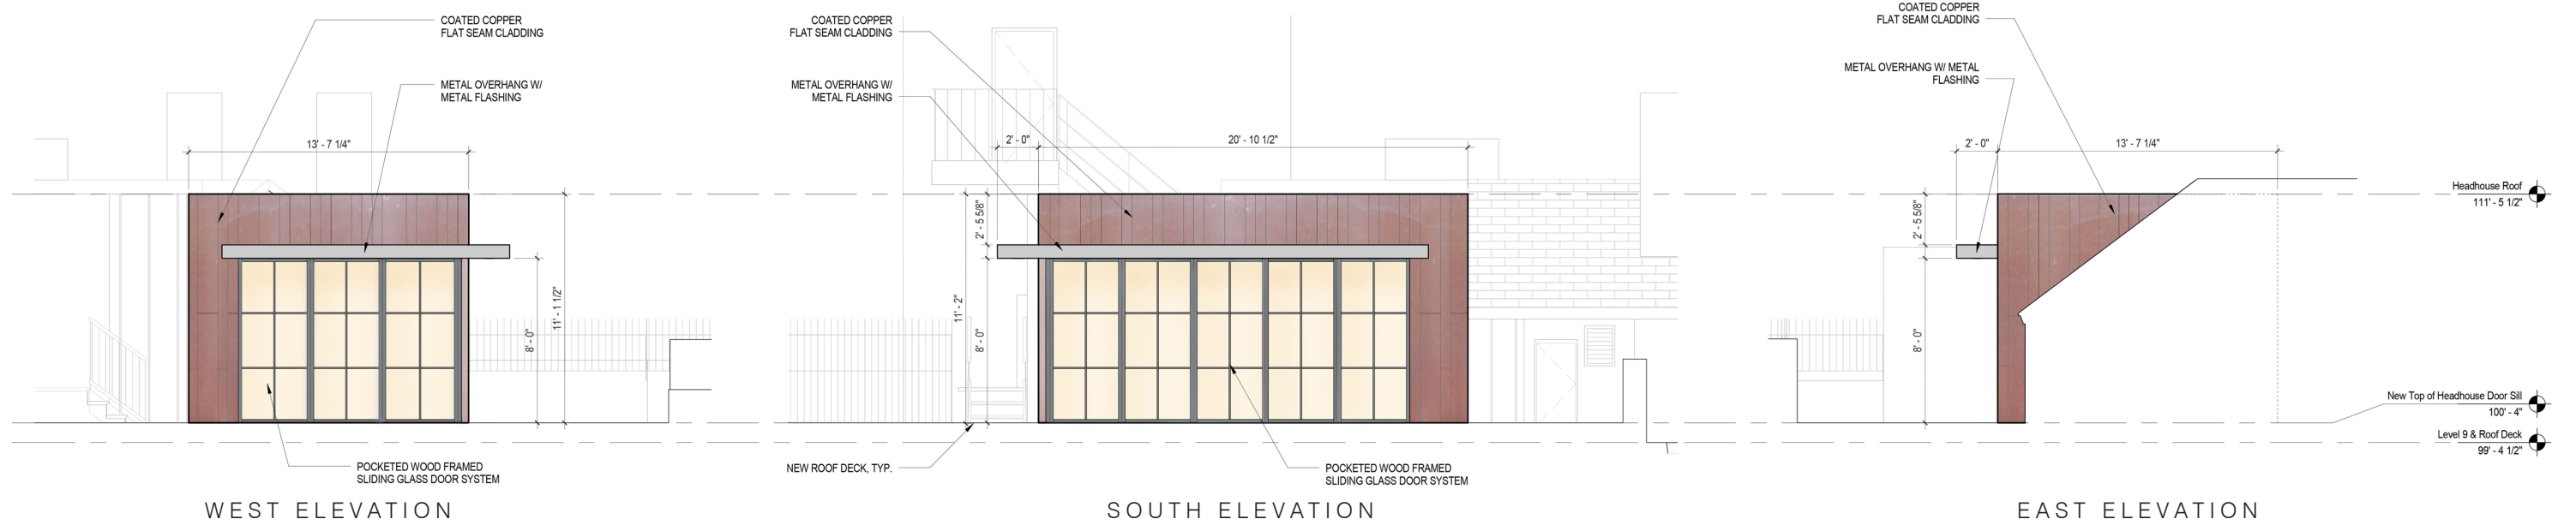 COATED COPPER
FLAT SEAM CLADDING
METAL OVERHANG W/
METAL FLASHING
13' - 7 1/4"
11' - 1 1/2"
8' - 0"
POCKETED WOOD FRAMED
SLIDING GLASS DOOR SYSTEM
WEST ELEVATION
COATED COPPER
FLAT SEAM CLADDING
METAL OVERHANG W/
METAL FLASHING
2' - 0"
20' - 10 1/2"
2' - 5 5/8"
11' - 2"
8' - 0"
NEW ROOF DECK, TYP.
POCKETED WOOD FRAMED
SLIDING GLASS DOOR SYSTEM
SOUTH ELEVATION
COATED COPPER
FLAT SEAM CLADDING
METAL OVERHANG W/ METAL
FLASHING
2' - 0"
13' - 7 1/4"
2' - 5 5/8"
8' - 0"
Headhouse Roof
111' - 5 1/2"
New Top of Headhouse Door Sill
100' - 4"
Level 9 & Roof Deck
99' - 4 1/2"
EAST ELEVATION